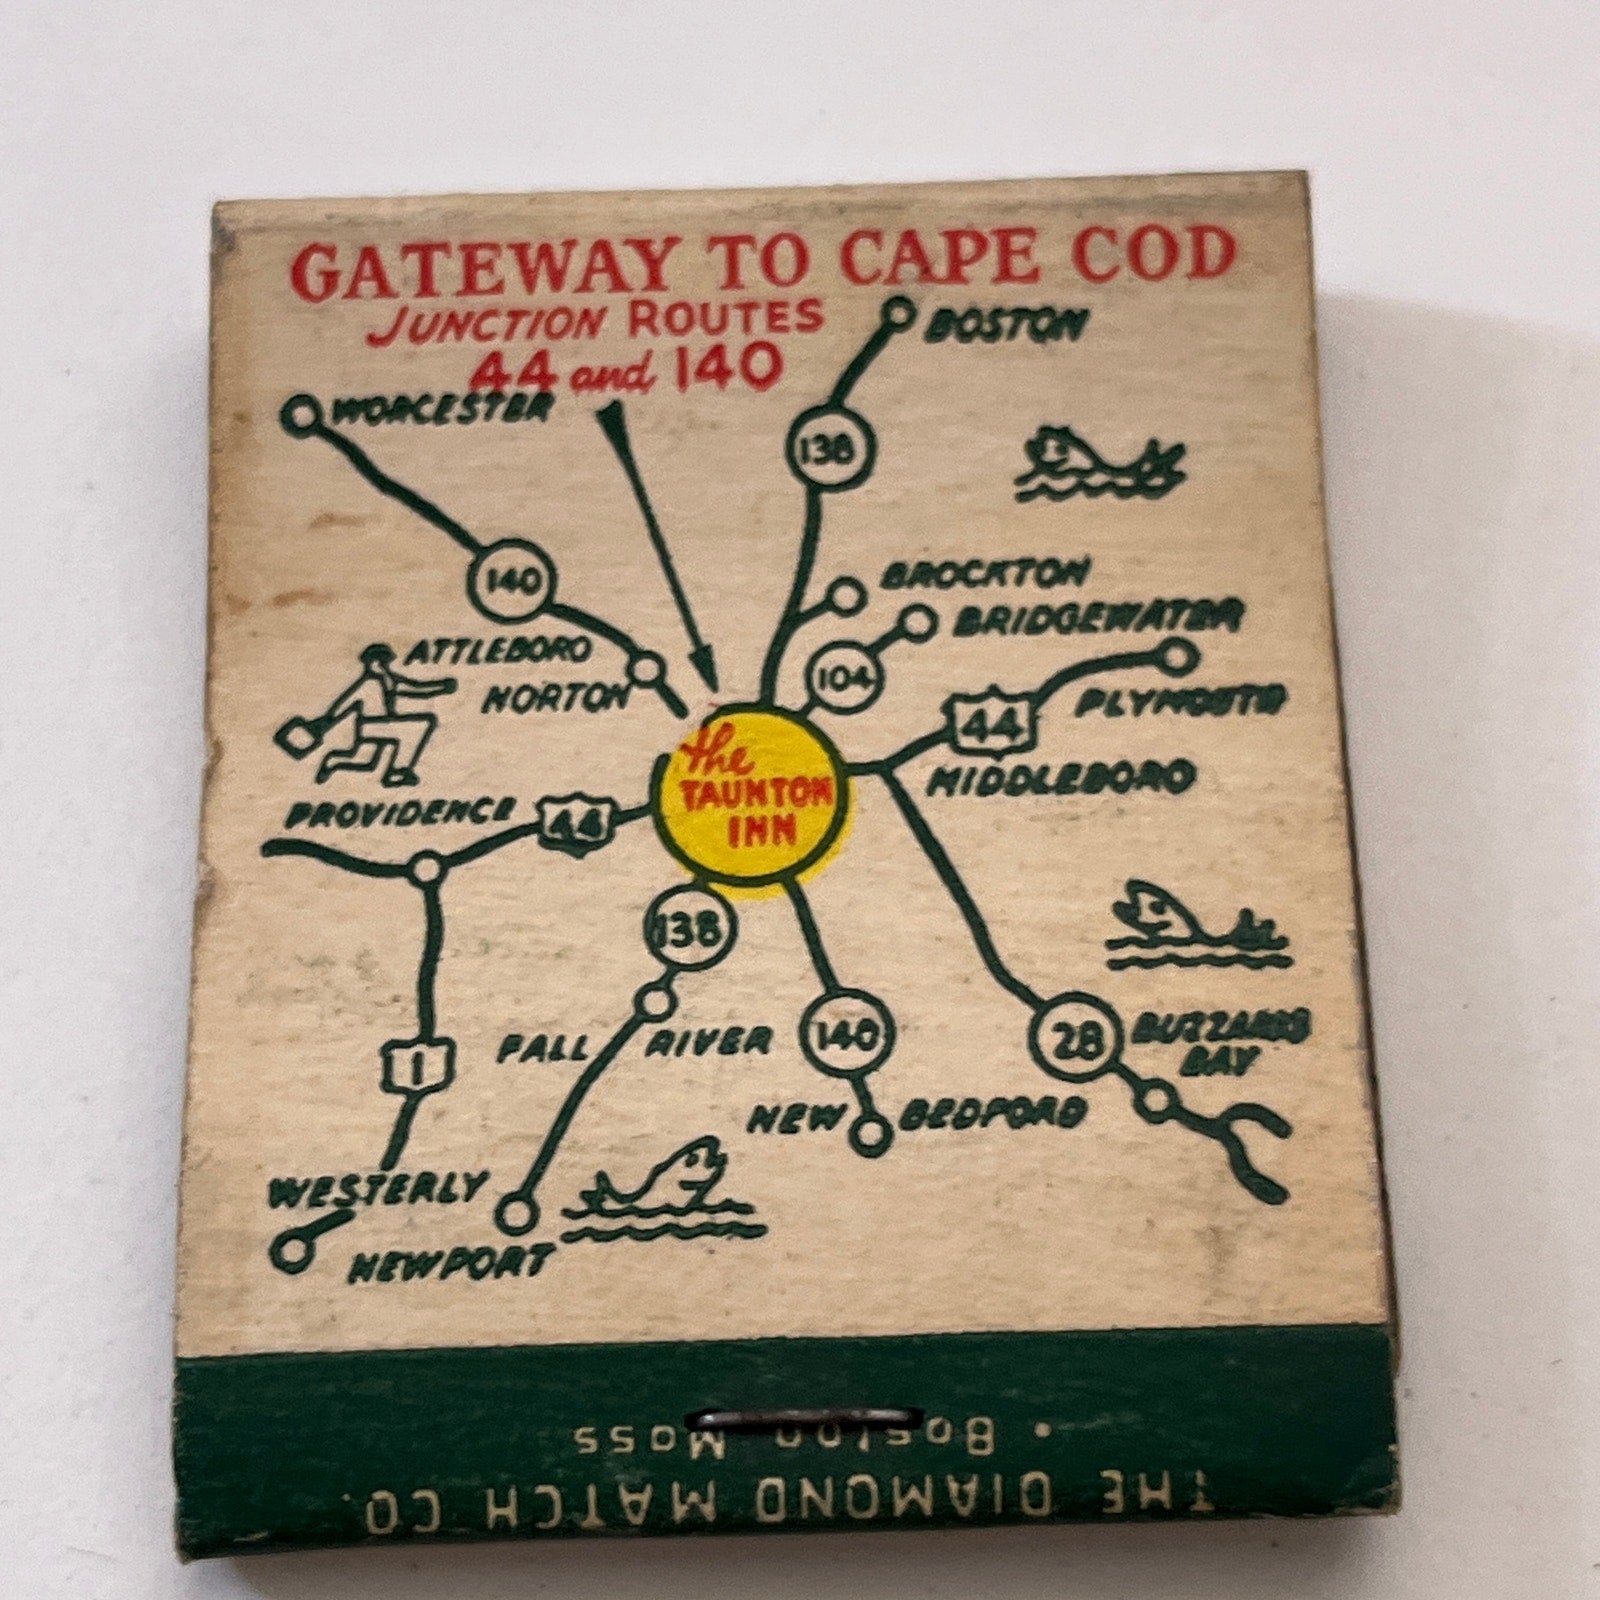 GATEWAY TO CAPE COD
JUNCTION ROUTES
44 and 140
BOSTON
WORCESTER
138
140
BROCKTON
BRIDGEWATER
ATTLEBORO
NORTON
104
PLYMOUTH
44
the
TAUNTON
INN
MIDDLEBORO
PROVIDENCE
44
138
FALL RIVER
140
28
BUZZARDS
BAY
1
NEW BEDFORD
WESTERLY
NEWPORT
THE DIAMOND MATCH CO.
• Boston Mass